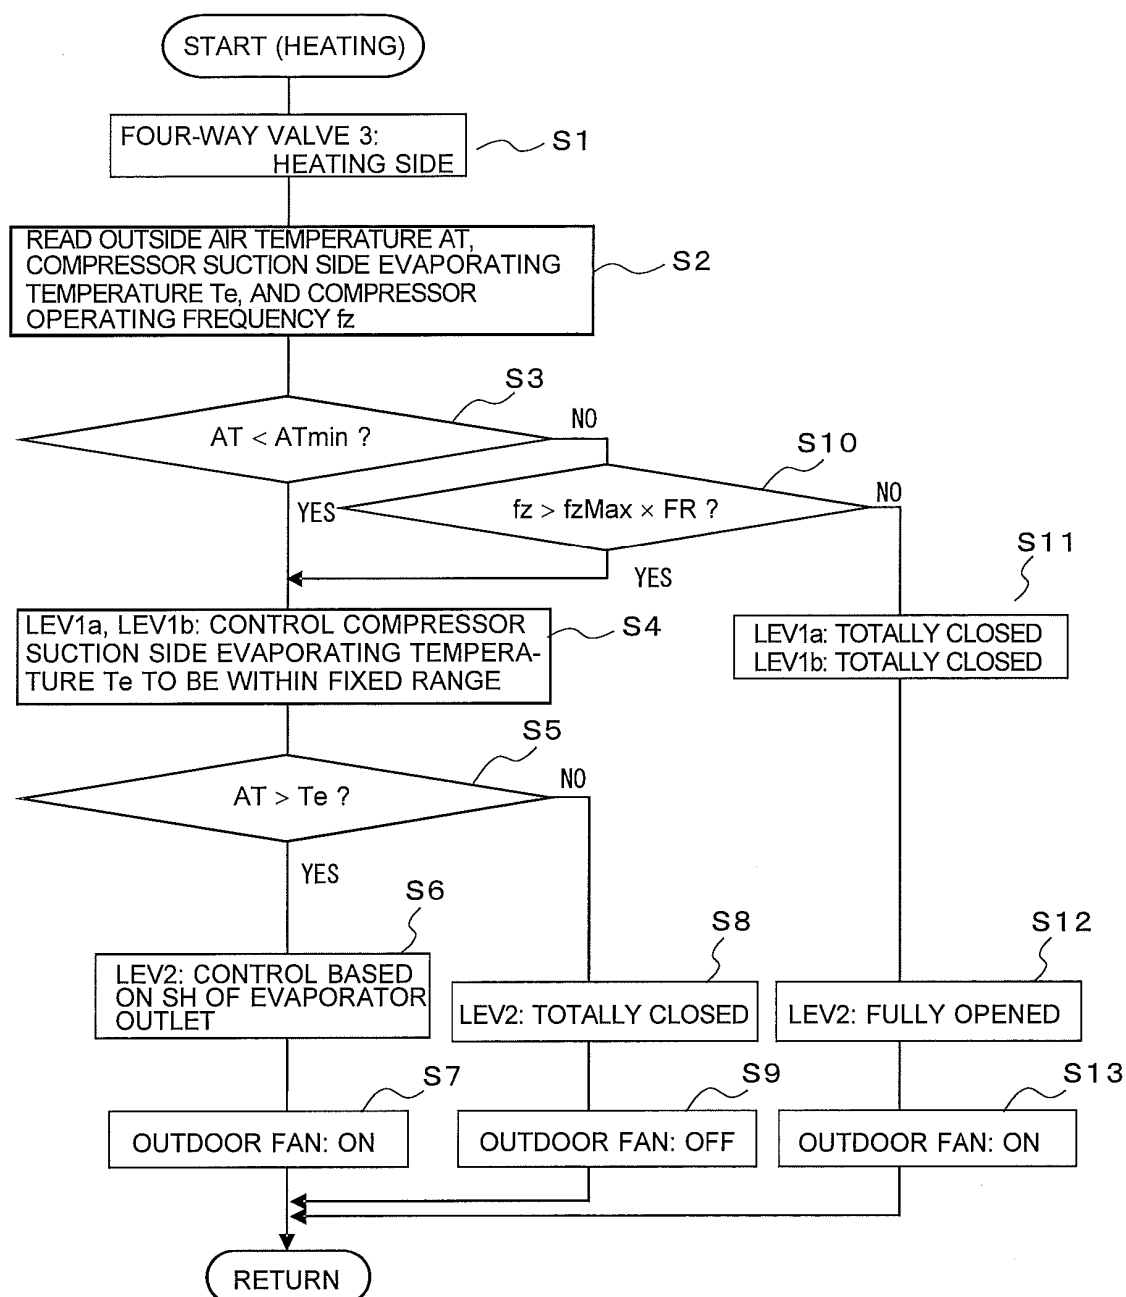 START (HEATING)
FOUR-WAY VALVE 3:
HEATING SIDE
S1
READ OUTSIDE AIR TEMPERATURE AT,
COMPRESSOR SUCTION SIDE EVAPORATING
TEMPERATURE Te, AND COMPRESSOR
OPERATING FREQUENCY fz
S2
S3
AT < ATmin ?
NO
YES
S10
fz > fzMax × FR ?
NO
YES
S11
LEV1a: TOTALLY CLOSED
LEV1b: TOTALLY CLOSED
LEV1a, LEV1b: CONTROL COMPRESSOR
SUCTION SIDE EVAPORATING TEMPERA-
TURE Te TO BE WITHIN FIXED RANGE
S4
S5
AT > Te ?
NO
YES
S6
LEV2: CONTROL BASED
ON SH OF EVAPORATOR
OUTLET
S8
LEV2: TOTALLY CLOSED
S12
LEV2: FULLY OPENED
S7
OUTDOOR FAN: ON
S9
OUTDOOR FAN: OFF
S13
OUTDOOR FAN: ON
RETURN